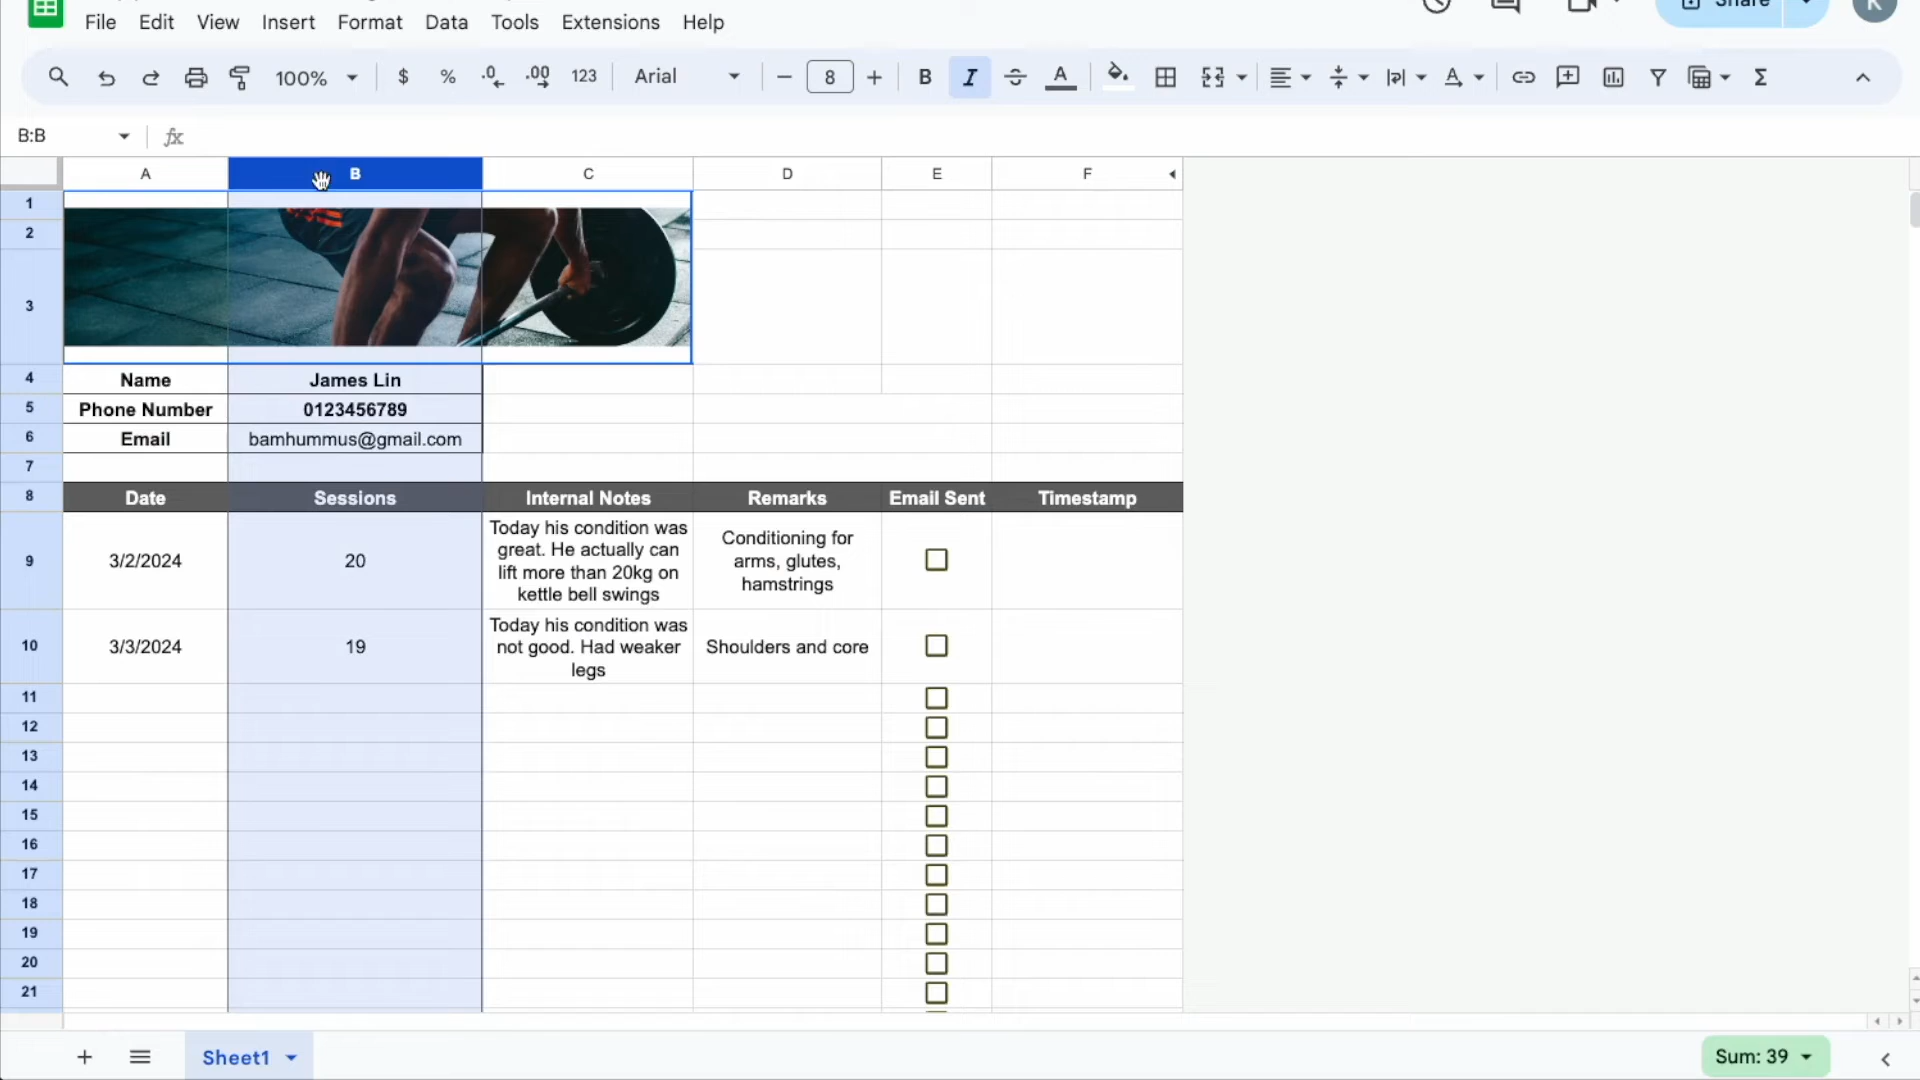 Share
K
File Edit View Insert Format Data Tools Extensions Help
100% $ % .0 .00 123 Arial 8 B I A A Σ
B:B fx
A B C D E F
1
2
3
4 Name James Lin
5 Phone Number 0123456789
6 Email bamhummus@gmail.com
7
8 Date Sessions Internal Notes Remarks Email Sent Timestamp
9 3/2/2024 20
Today his condition was
great. He actually can
lift more than 20kg on
kettle bell swings
Conditioning for
arms, glutes,
hamstrings
10 3/3/2024 19
Today his condition was
not good. Had weaker
legs
Shoulders and core
11
12
13
14
15
16
17
18
19
20
21
Sheet1 Sum: 39